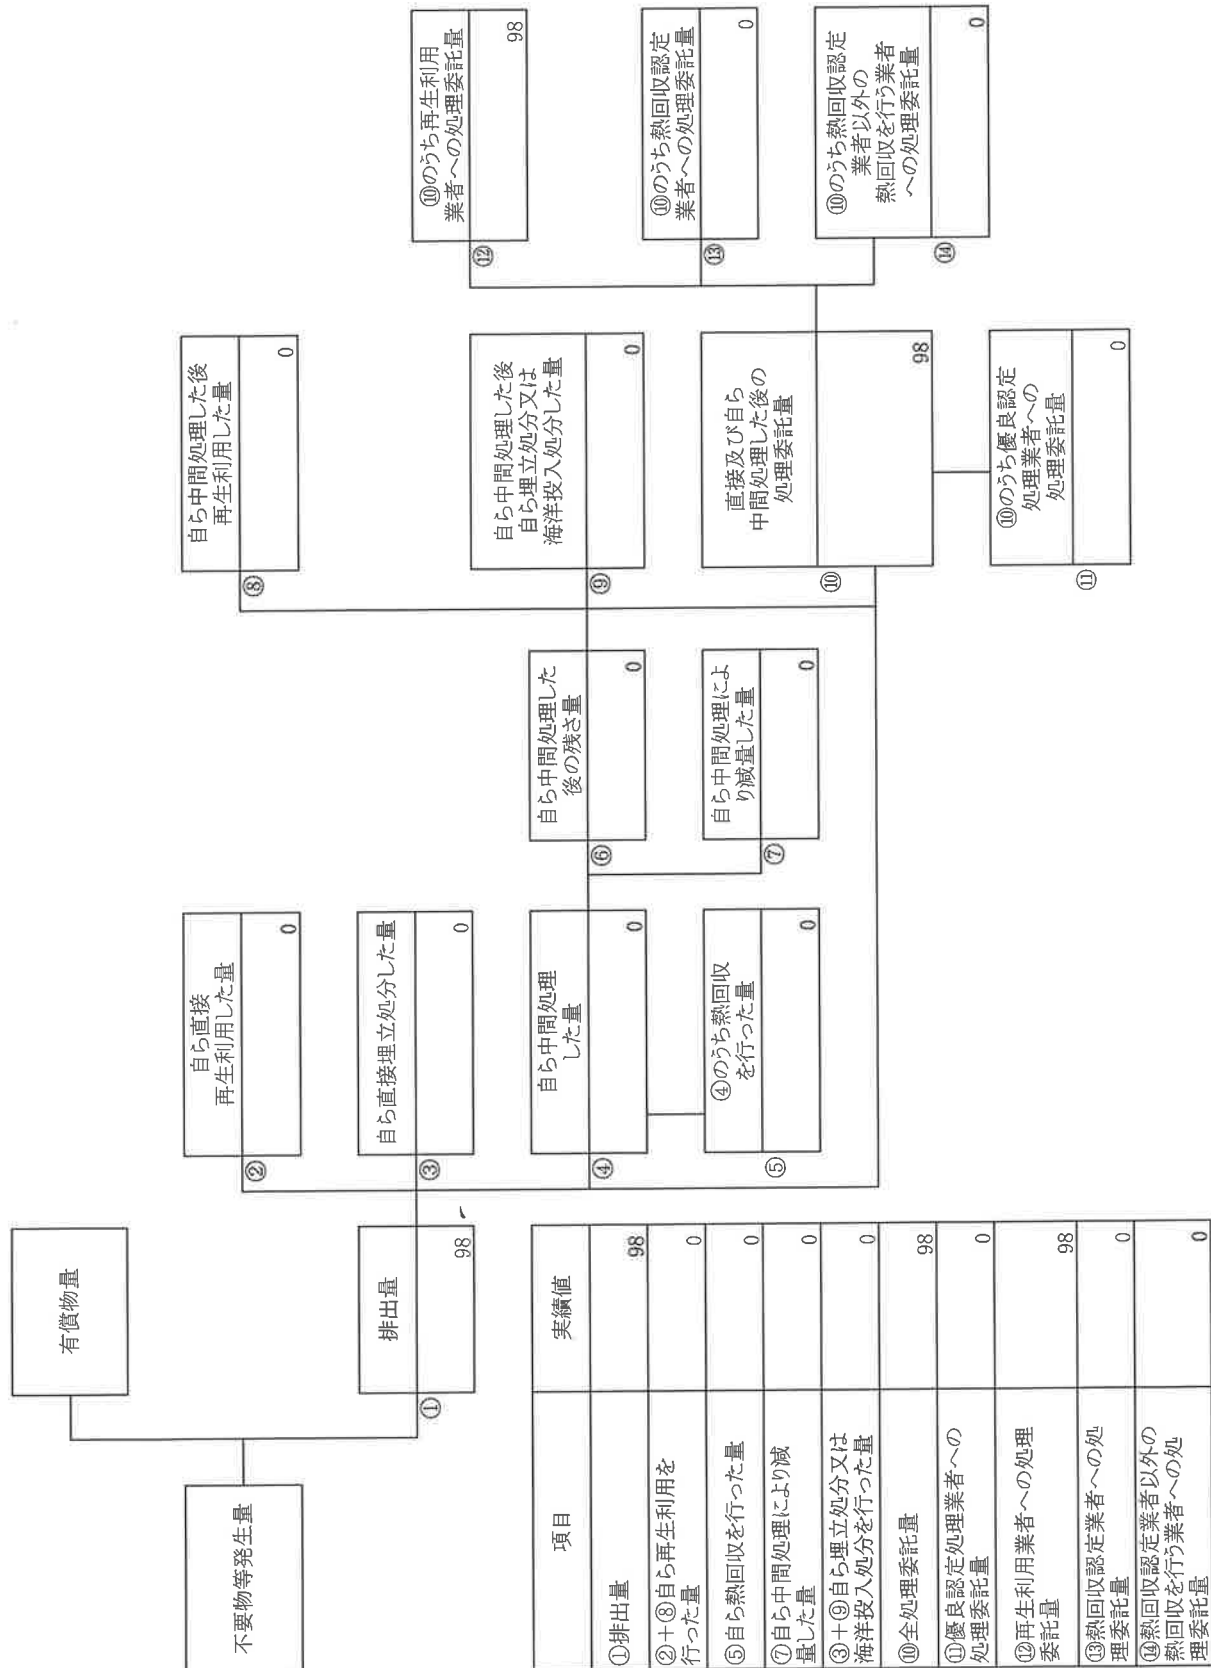 不要物等発生量
有償物量
①
排出量
98
②
自ら直接
再生利用した量
0
③
自ら直接埋立処分した量
0
④
自ら中間処理
した量
0
⑤
④のうち熱回収
を行った量
0
⑥
自ら中間処理した
後の残さ量
0
⑦
自ら中間処理によ
り減量した量
0
⑧
自ら中間処理した後
再生利用した量
0
⑨
自ら中間処理した後
自ら埋立処分又は
海洋投入処分した量
0
⑩
直接及び自ら
中間処理した後の
処理委託量
98
⑪
⑩のうち優良認定
処理業者への
処理委託量
0
⑫
⑩のうち再生利用
業者への処理委託量
98
⑬
⑩のうち熱回収認定
業者への処理委託量
0
⑭
⑩のうち熱回収認定
業者以外の
熱回収を行う業者
への処理委託量
0
項目 実績値
①排出量 98
②+⑧自ら再生利用を
行った量 0
⑤自ら熱回収を行った量 0
⑦自ら中間処理により減
量した量 0
③+⑨自ら埋立処分又は
海洋投入処分を行った量 0
⑩全処理委託量 98
⑪優良認定処理業者への
処理委託量 0
⑫再生利用業者への処理
委託量 98
⑬熱回収認定業者への処
理委託量 0
⑭熱回収認定業者以外の
熱回収を行う業者への処
理委託量 0